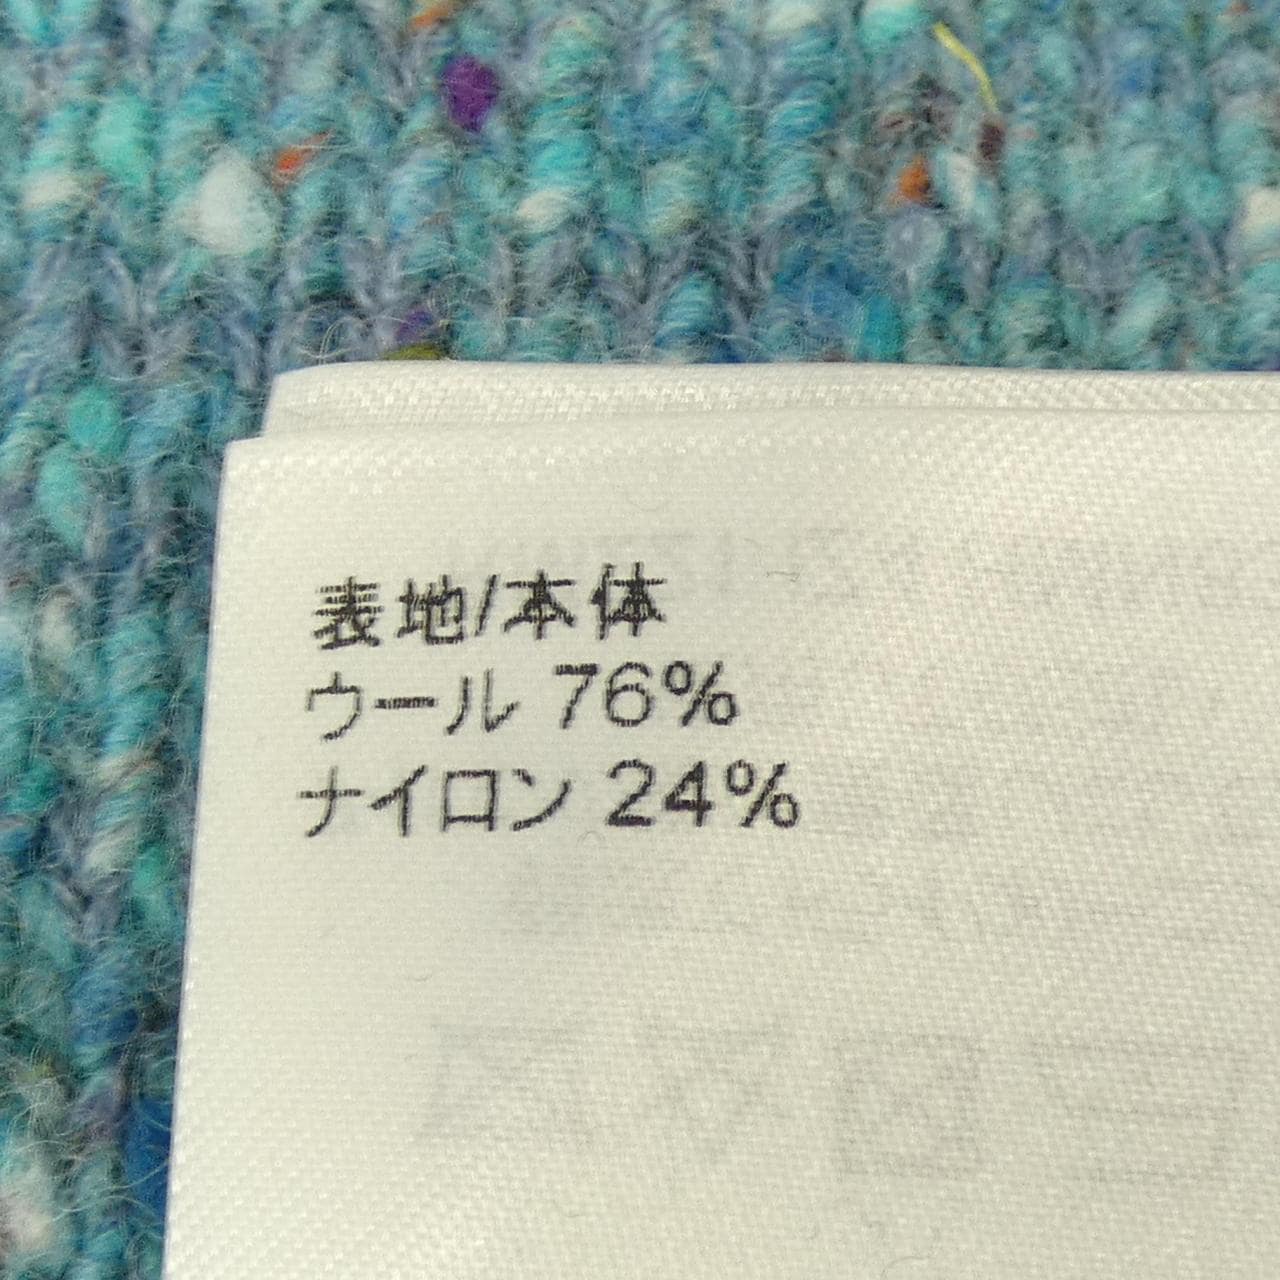 表地/本体
ウール 76%
ナイロン 24%